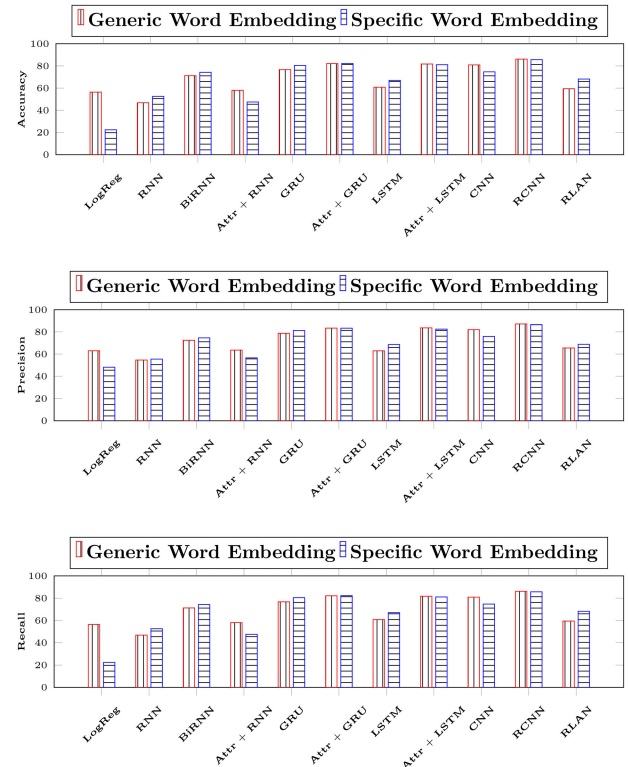 Generic Word Embedding Specific Word Embedding
100
80
60
40
20
0
Accuracy
LogReg
RNN
BiRNN
Attr + RNN
GRU
Attr + GRU
LSTM
Attr + LSTM
CNN
RCNN
RLAN
Generic Word Embedding Specific Word Embedding
100
80
60
40
20
0
Precision
LogReg
RNN
BiRNN
Attr + RNN
GRU
Attr + GRU
LSTM
Attr + LSTM
CNN
RCNN
RLAN
Generic Word Embedding Specific Word Embedding
100
80
60
40
20
0
Recall
LogReg
RNN
BiRNN
Attr + RNN
GRU
Attr + GRU
LSTM
Attr + LSTM
CNN
RCNN
RLAN